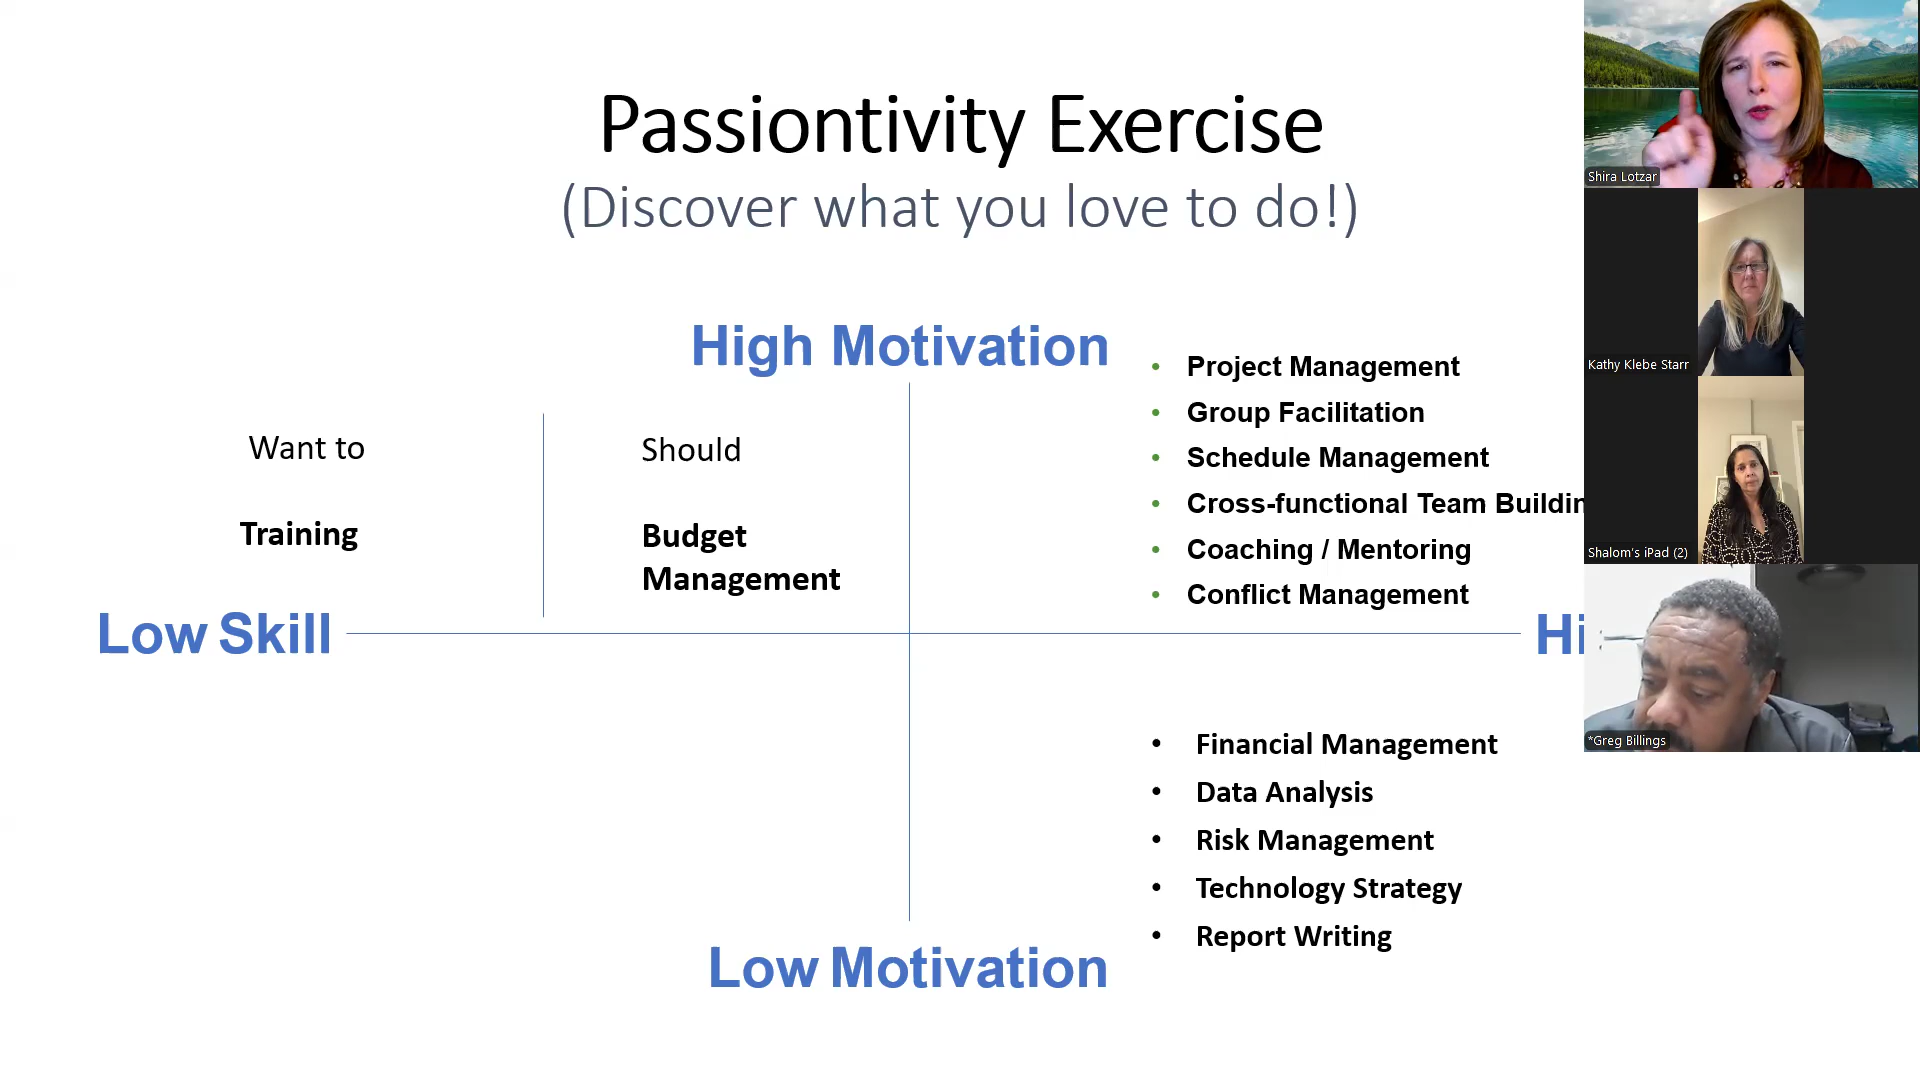 Passiontivity Exercise
(Discover what you love to do!)
High Motivation
Want to
Should
Training
Budget
Management
• Project Management
• Group Facilitation
• Schedule Management
• Cross-functional Team Buildin
• Coaching / Mentoring
• Conflict Management
Low Skill
Hi
• Financial Management
• Data Analysis
• Risk Management
• Technology Strategy
• Report Writing
Low Motivation
Shira Lotzar
Kathy Klebe Starr
Shalom's iPad (2)
*Greg Billings